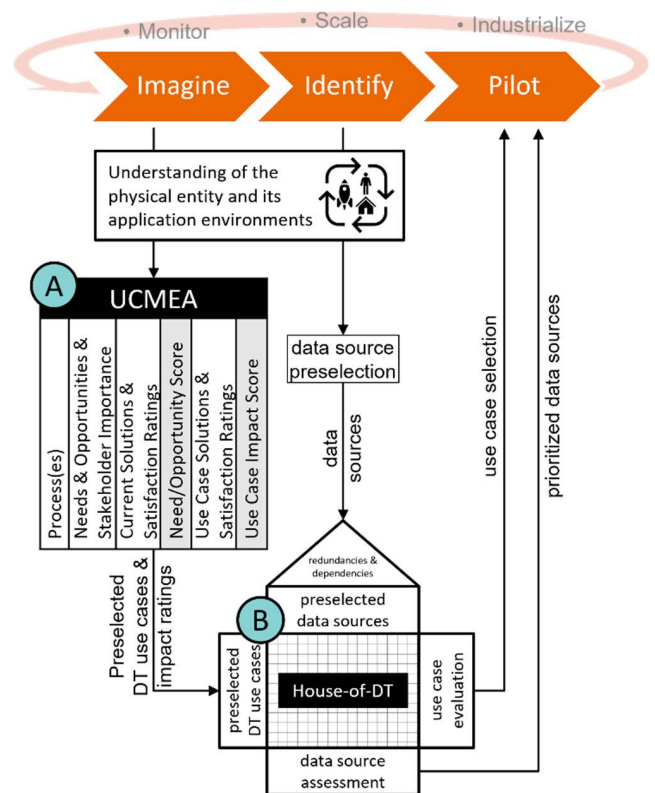 • Monitor
• Scale
• Industrialize
Imagine
Identify
Pilot
Understanding of the
physical entity and its
application environments
A
UCMEA
Process(es)
Needs & Opportunities &
Stakeholder Importance
Current Solutions &
Satisfaction Ratings
Need/Opportunity Score
Use Case Solutions &
Satisfaction Ratings
Use Case Impact Score
data source
preselection
data
sources
use case selection
prioritized data sources
redundancies &
dependencies
Preselected
DT use cases &
impact ratings
B
preselected
data sources
preselected
DT use cases
House-of-DT
use case
evaluation
data source
assessment